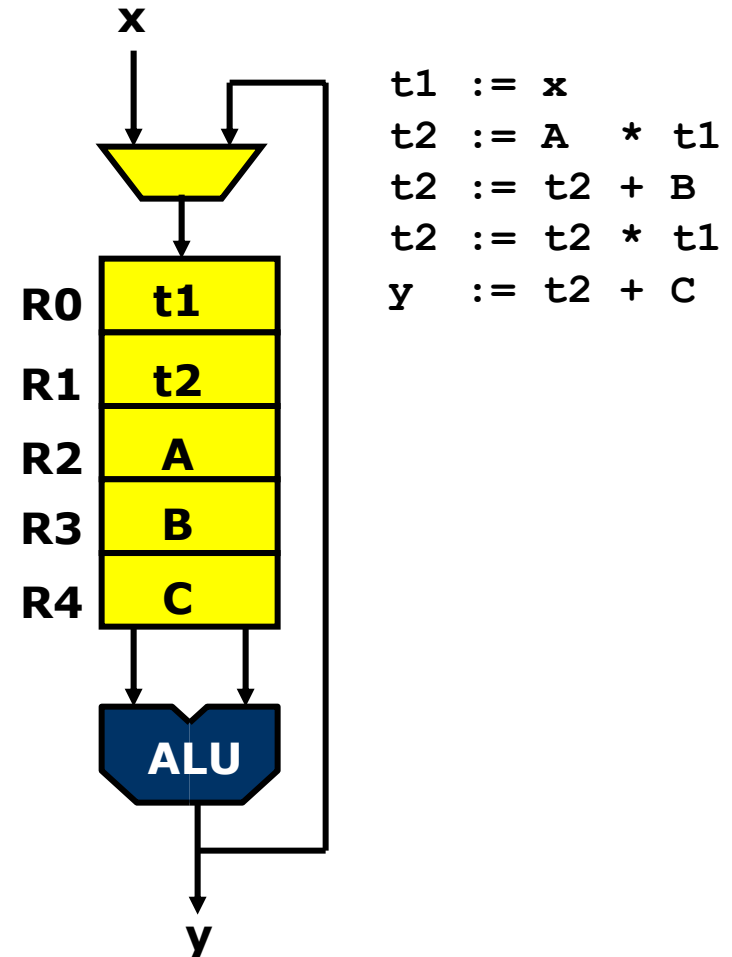 x
t1 := x
t2 := A * t1
t2 := t2 + B
t2 := t2 * t1
y := t2 + C
R0 t1
R1 t2
R2 A
R3 B
R4 C
ALU
y